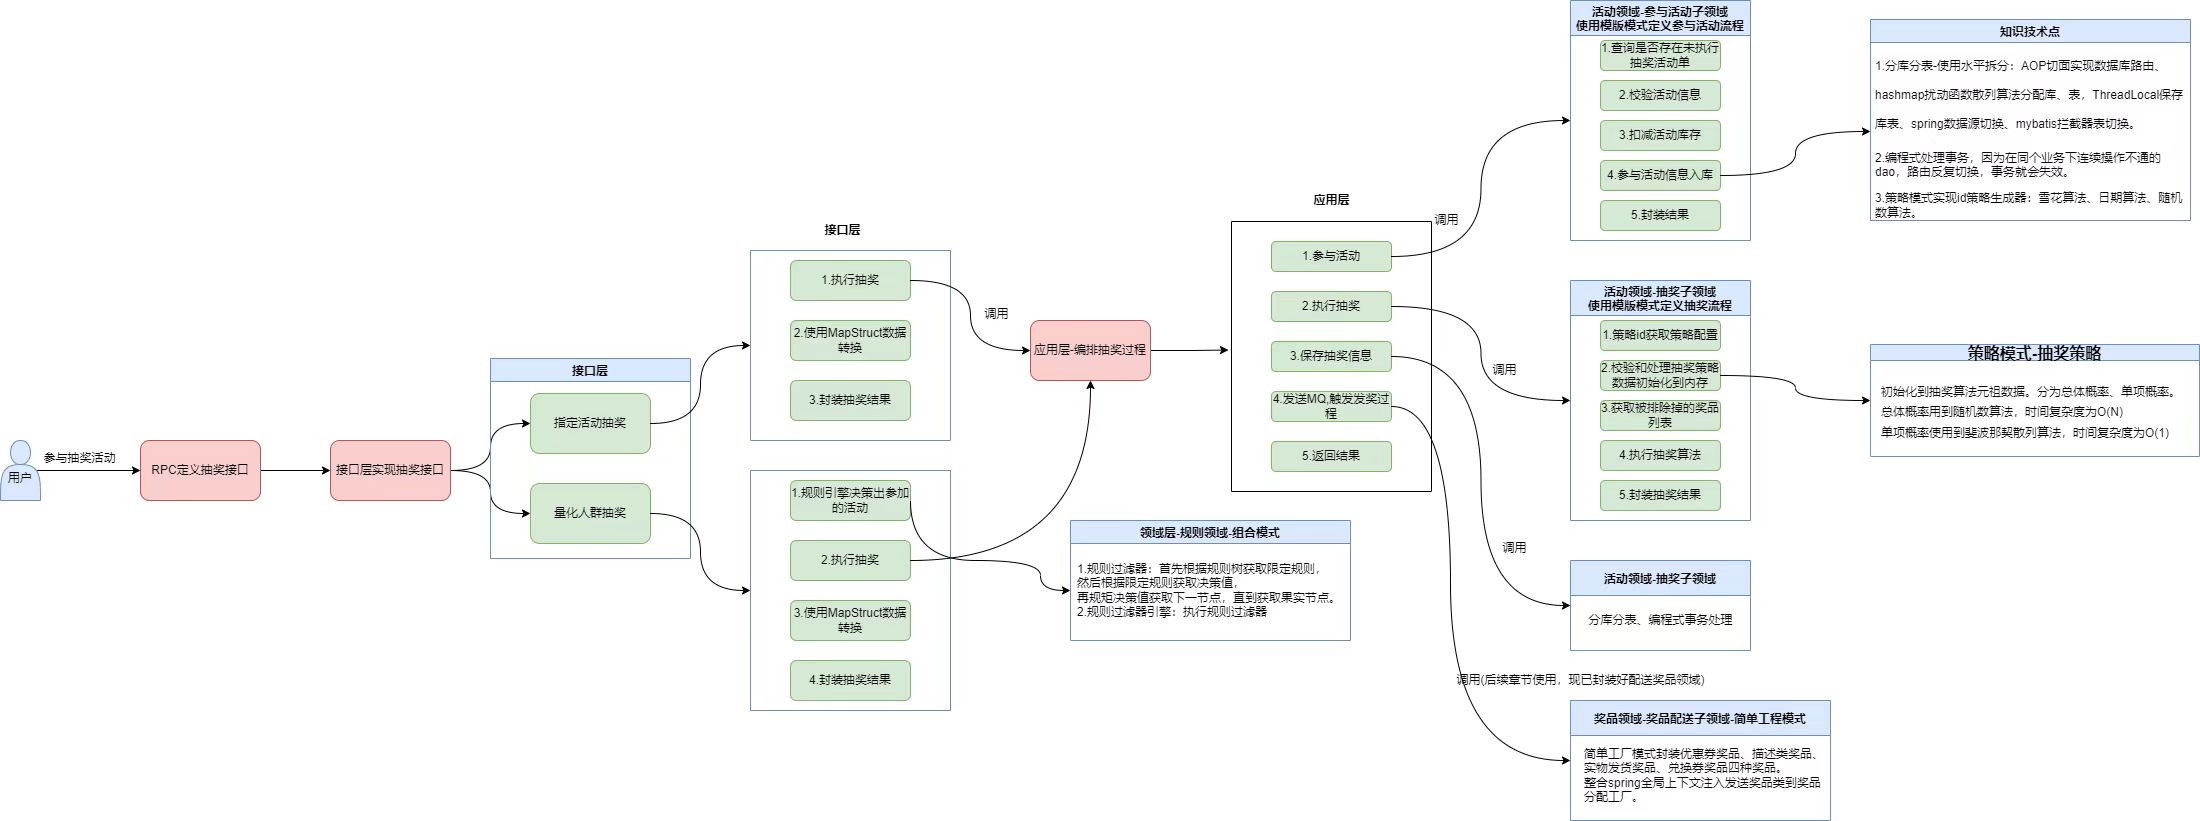 用户
参与抽奖活动
RPC定义抽奖接口
接口层实现抽奖接口
接口层
指定活动抽奖
量化人群抽奖
接口层
1.执行抽奖
2.使用MapStruct数据
转换
3.封装抽奖结果
1.规则引擎决策出参加
的活动
2.执行抽奖
3.使用MapStruct数据
转换
4.封装抽奖结果
调用
应用层-编排抽奖过程
领域层-规则领域-组合模式
1.规则过滤器：首先根据规则树获取限定规则，
然后根据限定规则获取决策值，
再规矩决策值获取下一节点，直到获取果实节点。
2.规则过滤器引擎：执行规则过滤器
应用层
1.参与活动
2.执行抽奖
3.保存抽奖信息
4.发送MQ,触发发奖过
程
5.返回结果
调用
调用
调用
调用(后续章节使用，现已封装好配送奖品领域)
活动领域-参与活动子领域
使用模版模式定义参与活动流程
1.查询是否存在未执行
抽奖活动单
2.校验活动信息
3.扣减活动库存
4.参与活动信息入库
5.封装结果
知识技术点
1.分库分表-使用水平拆分：AOP切面实现数据库路由、
hashmap扰动函数散列算法分配库、表，ThreadLocal保存
库表、spring数据源切换、mybatis拦截器表切换。
2.编程式处理事务，因为在同个业务下连续操作不通的
dao，路由反复切换，事务就会失效。
3.策略模式实现id策略生成器：雪花算法、日期算法、随机
数算法。
活动领域-抽奖子领域
使用模版模式定义抽奖流程
1.策略id获取策略配置
2.校验和处理抽奖策略
数据初始化到内存
3.获取被排除掉的奖品
列表
4.执行抽奖算法
5.封装抽奖结果
策略模式-抽奖策略
初始化到抽奖算法元祖数据。分为总体概率、单项概率。
总体概率用到随机数算法，时间复杂度为O(N)
单项概率使用到斐波那契散列算法，时间复杂度为O(1)
活动领域-抽奖子领域
分库分表、编程式事务处理
奖品领域-奖品配送子领域-简单工程模式
简单工厂模式封装优惠券奖品、描述类奖品、
实物发货奖品、兑换券奖品四种奖品。
整合spring全局上下文注入发送奖品类到奖品
分配工厂。